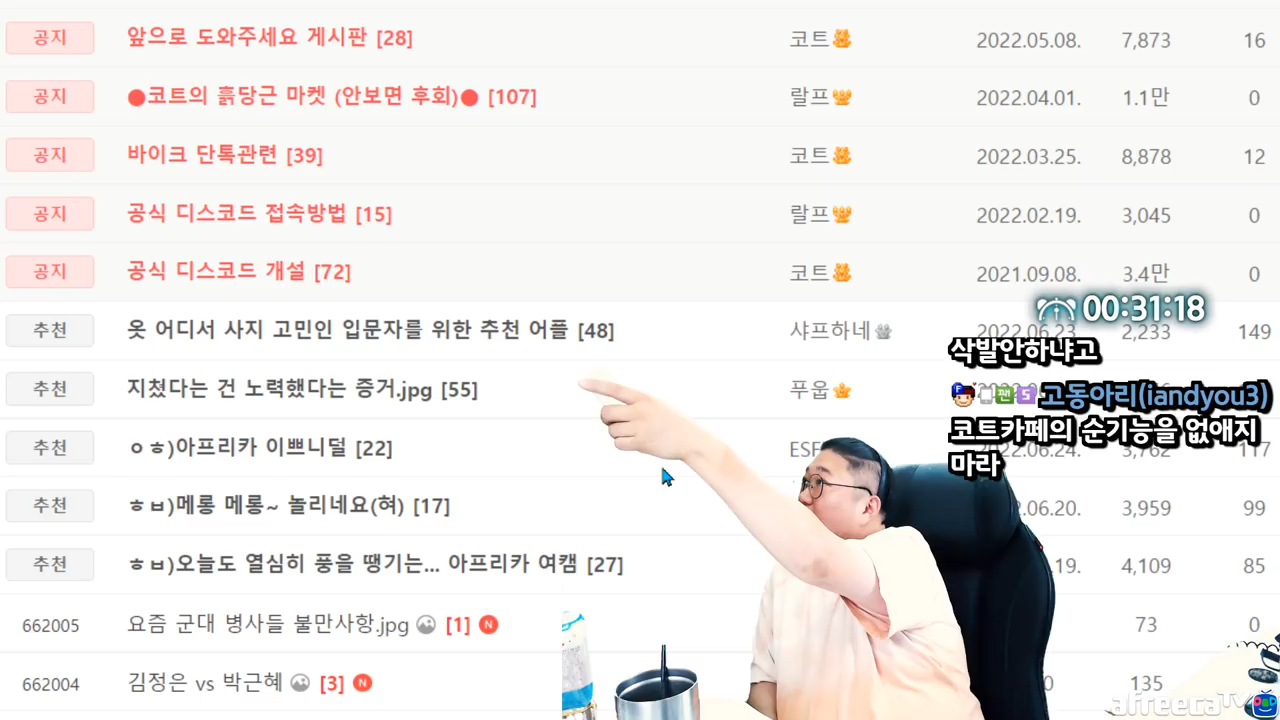 공지 앞으로 도와주세요 게시판 [28] 코트 2022.05.08. 7,873 16
공지 코트의 흙당근 마켓 (안보면 후회) [107] 랄프 2022.04.01. 1.1만 0
공지 바이크 단톡관련 [39] 코트 2022.03.25. 8,878 12
공지 공식 디스코드 접속방법 [15] 랄프 2022.02.19. 3,045 0
공지 공식 디스코드 개설 [72] 코트 2021.09.08. 3.4만 0
00:31:18
추천 옷 어디서 사지 고민인 입문자를 위한 추천 어플 [48] 샤프하네 2022.06.23. 2,233 149
삭발안하냐고
추천 지쳤다는 건 노력했다는 증거.jpg [55] 푸웁
팬 5 고동아리(iandyou3)
코트카페의 순기능을 없애지
마라
추천 ㅇㅎ)아프리카 이쁘니덜 [22] 2022.06.24. 3,762 117
추천 ㅎㅂ)메롱 메롱~ 놀리네요(혀) [17] .06.20. 3,959 99
추천 ㅎㅂ)오늘도 열심히 풍을 땡기는... 아프리카 여캠 [27] .19. 4,109 85
662005 요즘 군대 병사들 불만사항.jpg [1] N 73 0
662004 김정은 vs 박근혜 [3] N 135
afreecaTV